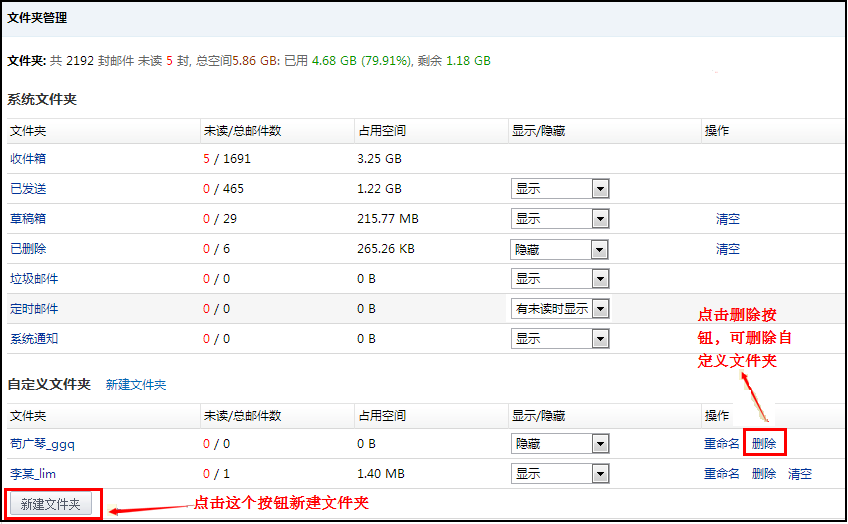 文件夹管理
文件夹: 共 2192 封邮件 未读 5 封, 总空间5.86 GB: 已用 4.68 GB (79.91%), 剩余 1.18 GB
系统文件夹
文件夹 未读/总邮件数 占用空间 显示/隐藏 操作
收件箱 5 / 1691 3.25 GB
已发送 0 / 465 1.22 GB 显示
草稿箱 0 / 29 215.77 MB 显示 清空
已删除 0 / 6 265.26 KB 隐藏 清空
垃圾邮件 0 / 0 0 B 显示
定时邮件 0 / 0 0 B 有未读时显示
系统通知 0 / 0 0 B 显示
点击删除按
钮，可删除自
定义文件夹
自定义文件夹 新建文件夹
文件夹 未读/总邮件数 占用空间 显示/隐藏 操作
苟广琴_ggq 0 / 0 0 B 隐藏 重命名 删除
李某_lim 0 / 1 1.40 MB 显示 重命名 删除 清空
新建文件夹 点击这个按钮新建文件夹